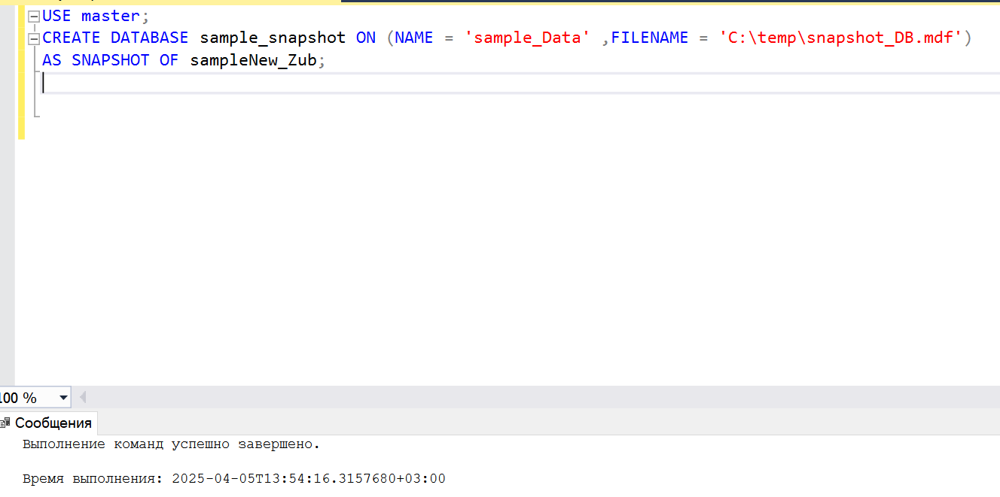 USE master;
CREATE DATABASE sample_snapshot ON (NAME = 'sample_Data' ,FILENAME = 'C:\temp\snapshot_DB.mdf')
AS SNAPSHOT OF sampleNew_Zub;
100 %
Сообщения
Выполнение команд успешно завершено.
Время выполнения: 2025-04-05T13:54:16.3157680+03:00